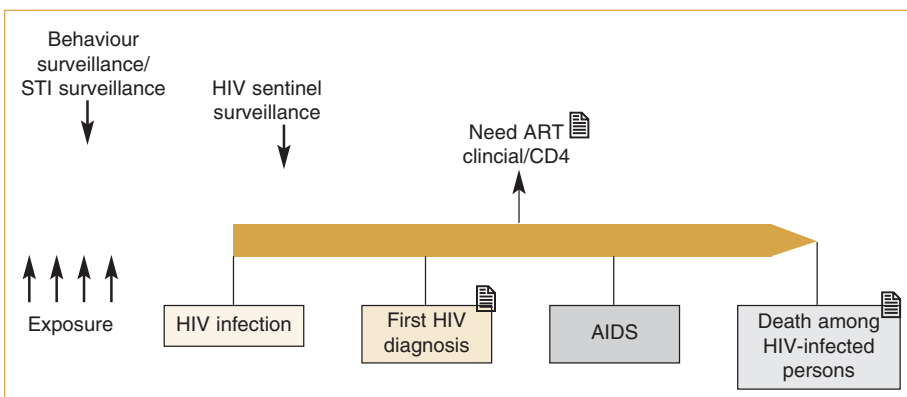 Behaviour
surveillance/
STI surveillance
HIV sentinel
surveillance
Need ART
clincial/CD4
Exposure
HIV infection
First HIV
diagnosis
AIDS
Death among
HIV-infected
persons